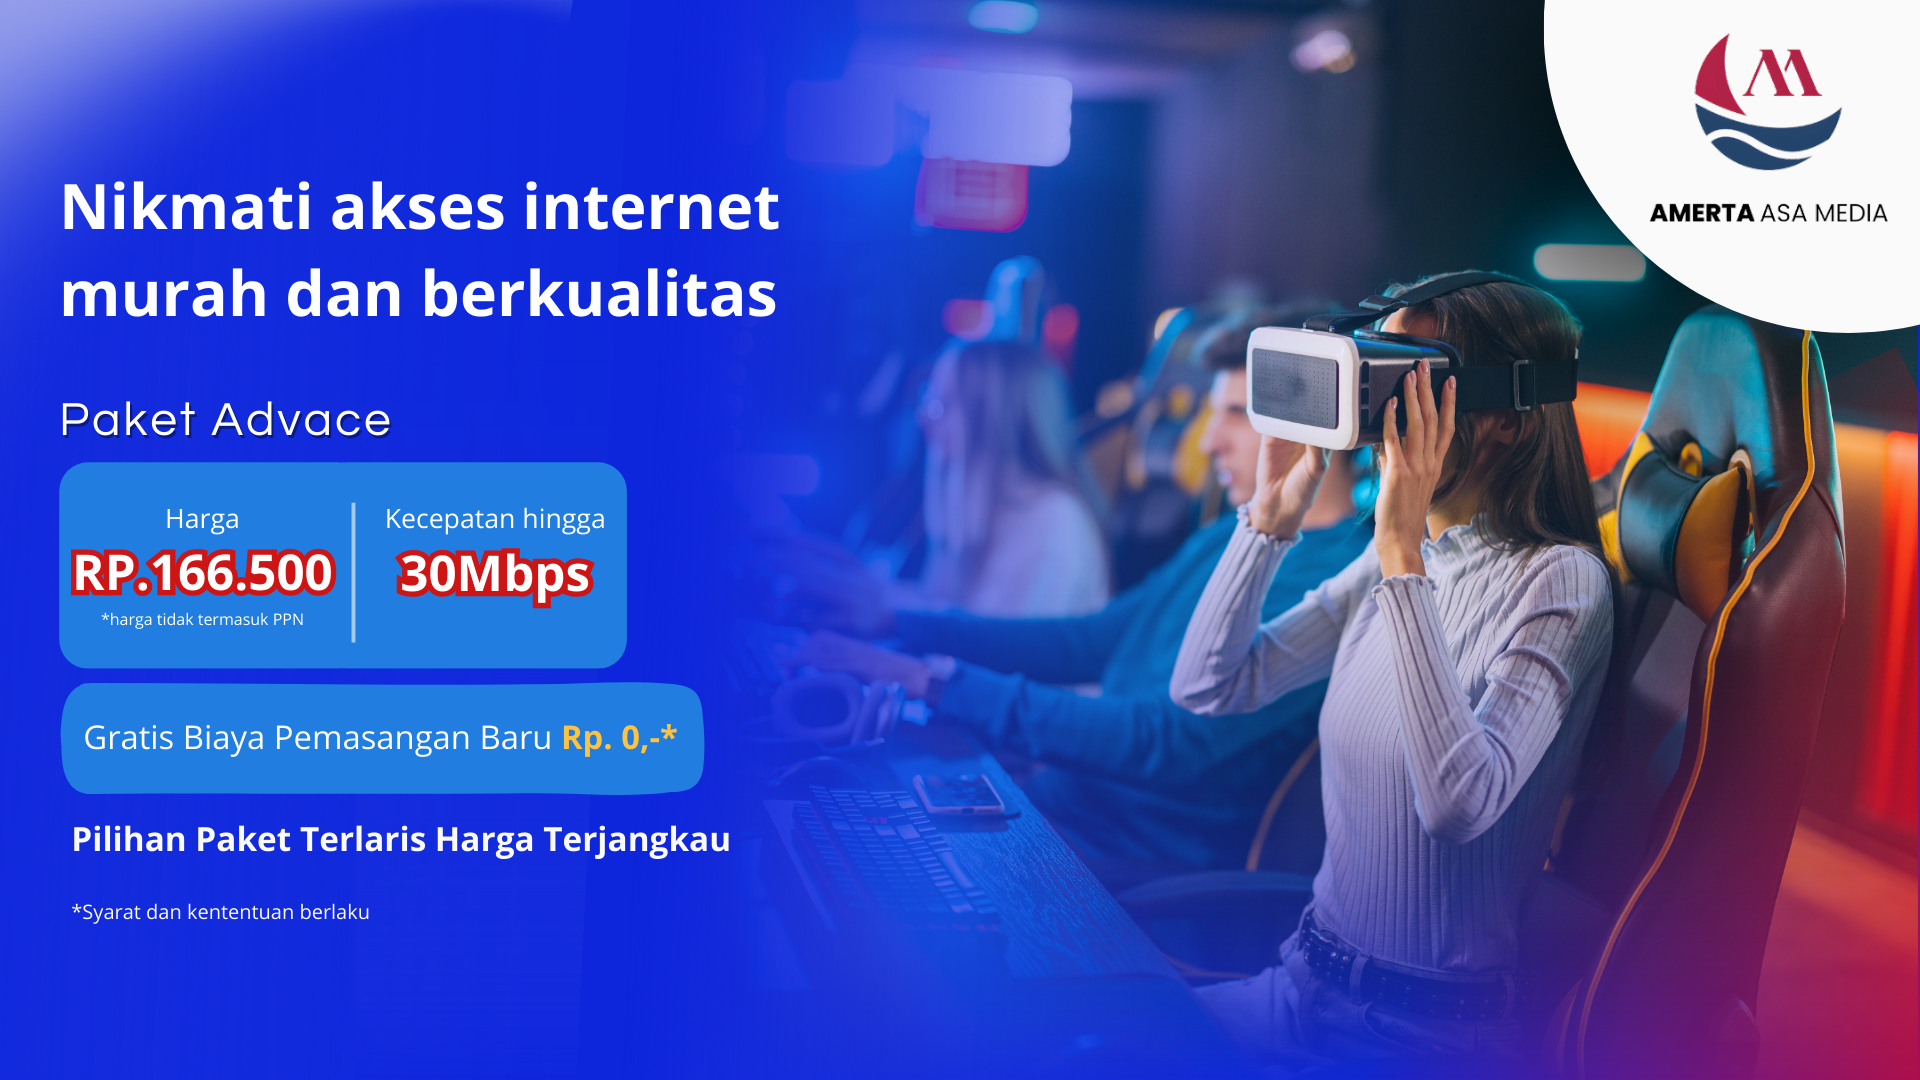 AMERTA ASA MEDIA
Nikmati akses internet
murah dan berkualitas
Paket Advace
Harga
RP.166.500
*harga tidak termasuk PPN
Kecepatan hingga
30Mbps
Gratis Biaya Pemasangan Baru Rp. 0,-*
Pilihan Paket Terlaris Harga Terjangkau
*Syarat dan kententuan berlaku